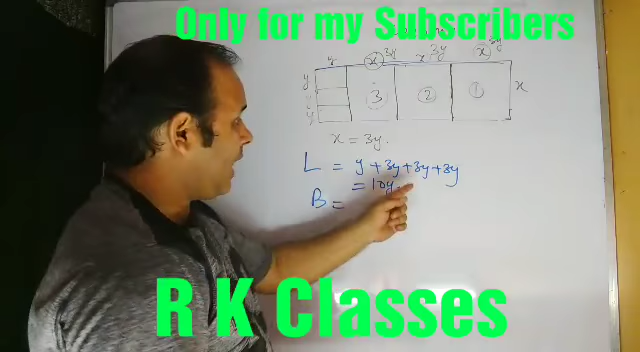 Only for my Subscribers
y x 3y x 3y x 3y
y
3 2 1 x
y
x = 3y.
L = y + 3y + 3y + 3y
= 10y.
B =
R K Classes